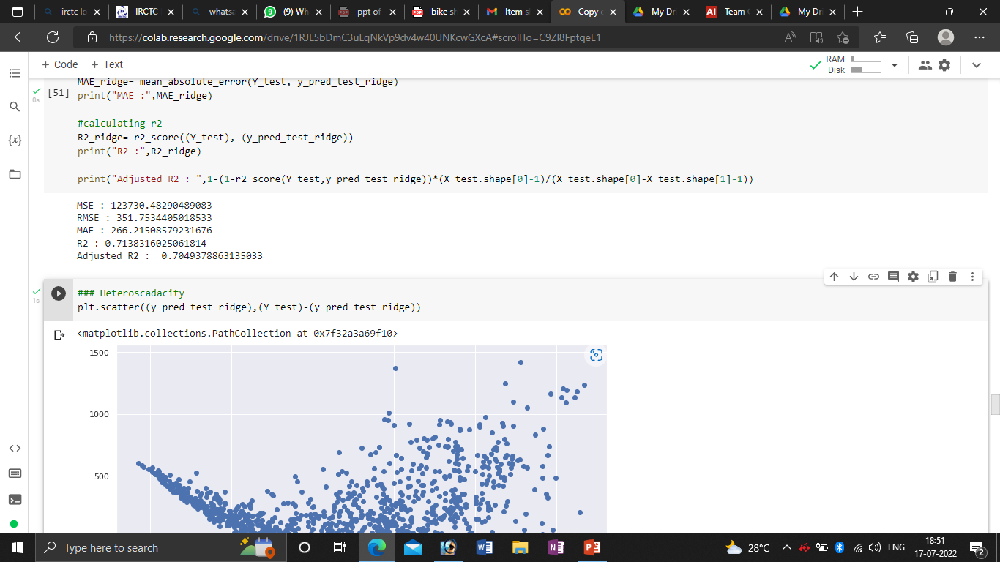 irctc lo
IRCTC
whatsa
(9) Wh
ppt of
bike sh
Item sh
Copy o
My Dr
Team
My Dr
https://colab.research.google.com/drive/1RJL5bDmC3uLqNkVp9dv4w40UNKcwGXcA#scrollTo=C9Zl8FptqeE1
+ Code + Text
RAM
Disk
MAE_ridge= mean_absolute_error(Y_test, y_pred_test_ridge)
[51] print("MAE :",MAE_ridge)
0s
#calculating r2
R2_ridge= r2_score((Y_test), (y_pred_test_ridge))
print("R2 :",R2_ridge)
print("Adjusted R2 : ",1-(1-r2_score(Y_test,y_pred_test_ridge))*(X_test.shape[0]-1)/(X_test.shape[0]-X_test.shape[1]-1))
MSE : 123730.48290489083
RMSE : 351.7534405018533
MAE : 266.21508579231676
R2 : 0.7138316025061814
Adjusted R2 :  0.7049378863135033
1s
### Heteroscadacity
plt.scatter((y_pred_test_ridge),(Y_test)-(y_pred_test_ridge))
<matplotlib.collections.PathCollection at 0x7f32a3a69f10>
1500
1000
500
Type here to search
28°C
ENG
18:51
17-07-2022
2